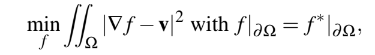 min_f ∬_Ω |∇f − **v**|² with f|_∂Ω = f*|_∂Ω,